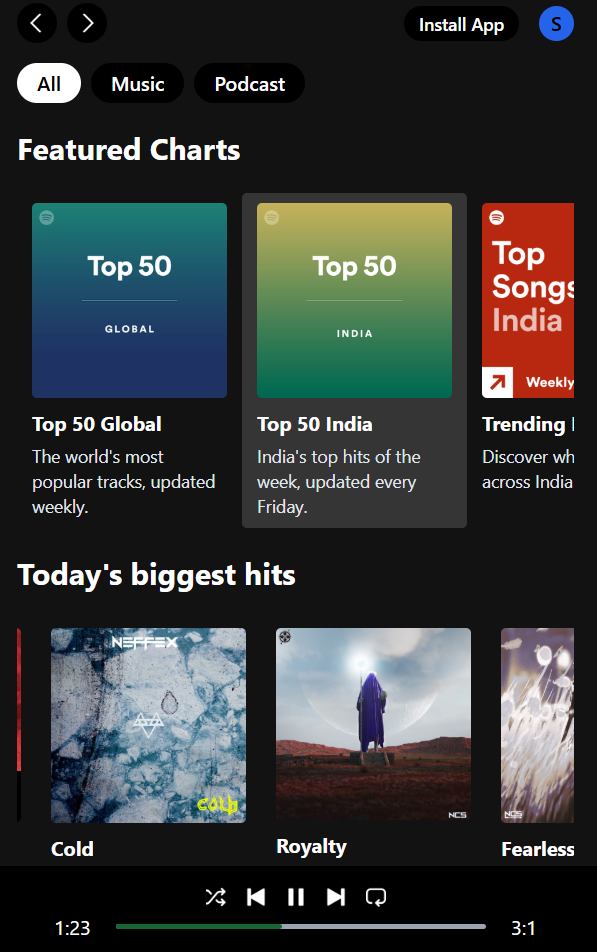 Install App
S
All
Music
Podcast
Featured Charts
Top 50
GLOBAL
Top 50 Global
The world's most
popular tracks, updated
weekly.
Top 50
INDIA
Top 50 India
India's top hits of the
week, updated every
Friday.
Top
Songs
India
Weekly
Trending
Discover wh
across India
Today's biggest hits
NEFFEX
COLD
Cold
NCS
Royalty
NCS
Fearless
1:23
3:1